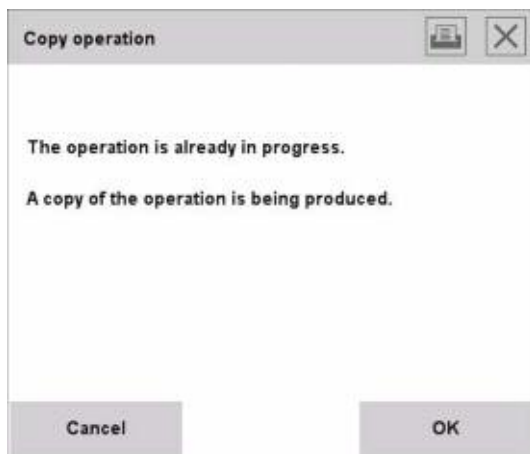 Copy operation
The operation is already in progress.
A copy of the operation is being produced.
Cancel
OK